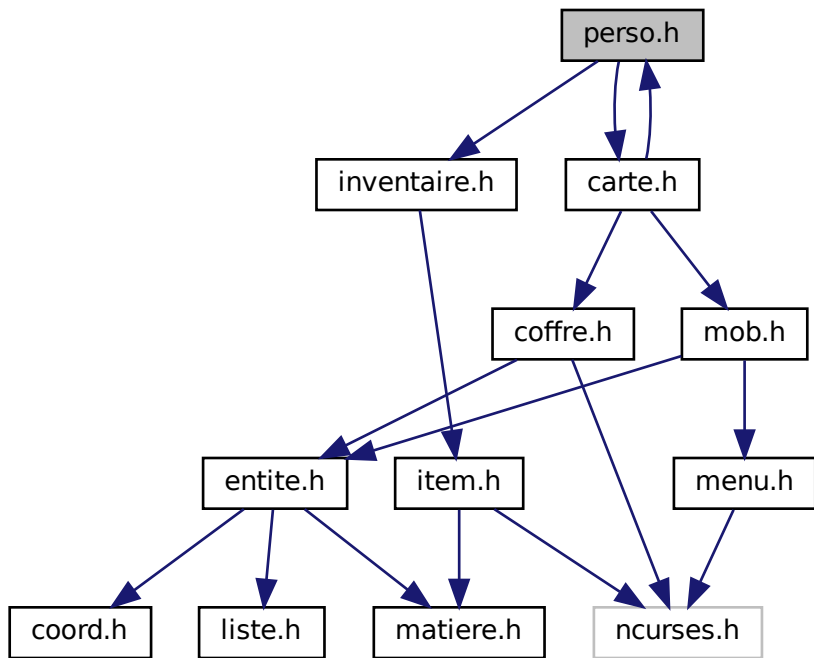 perso.h
inventaire.h
carte.h
coffre.h
mob.h
entite.h
item.h
menu.h
coord.h
liste.h
matiere.h
ncurses.h